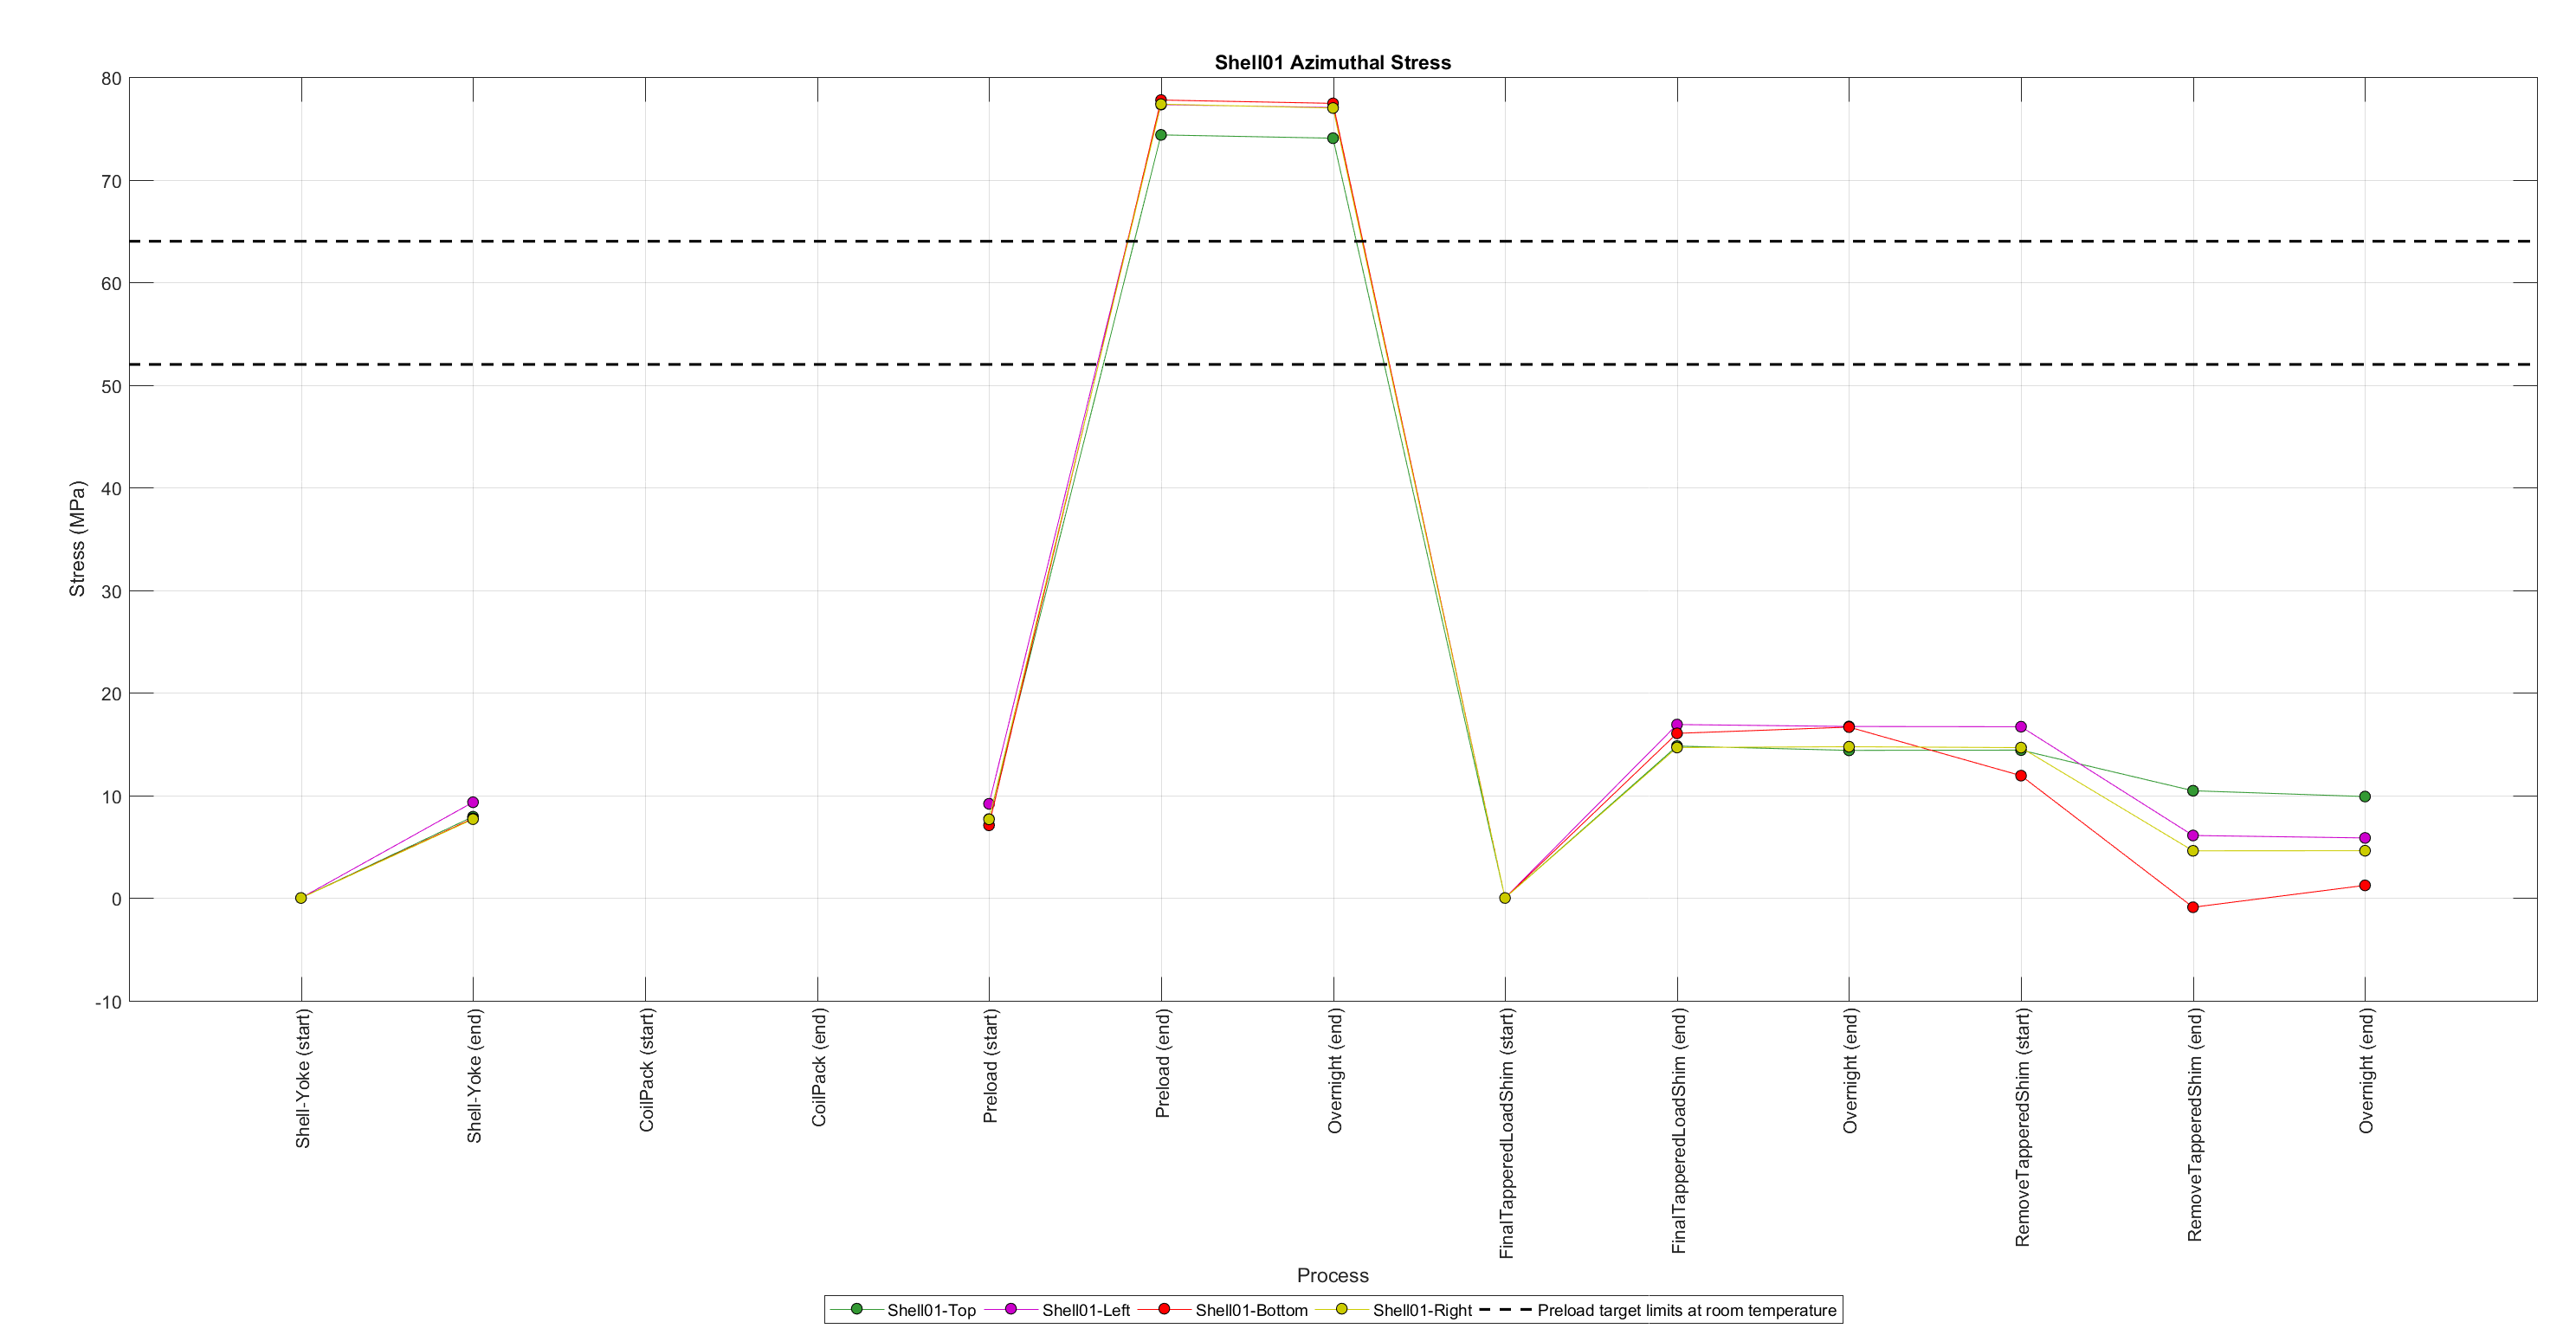 Shell01 Azimuthal Stress
80
70
60
50
40
30
20
10
0
-10
Stress (MPa)
Shell-Yoke (start)
Shell-Yoke (end)
CoilPack (start)
CoilPack (end)
Preload (start)
Preload (end)
Overnight (end)
FinalTapperedLoadShim (start)
FinalTapperedLoadShim (end)
Overnight (end)
RemoveTapperedShim (start)
RemoveTapperedShim (end)
Overnight (end)
Process
Shell01-Top Shell01-Left Shell01-Bottom Shell01-Right Preload target limits at room temperature